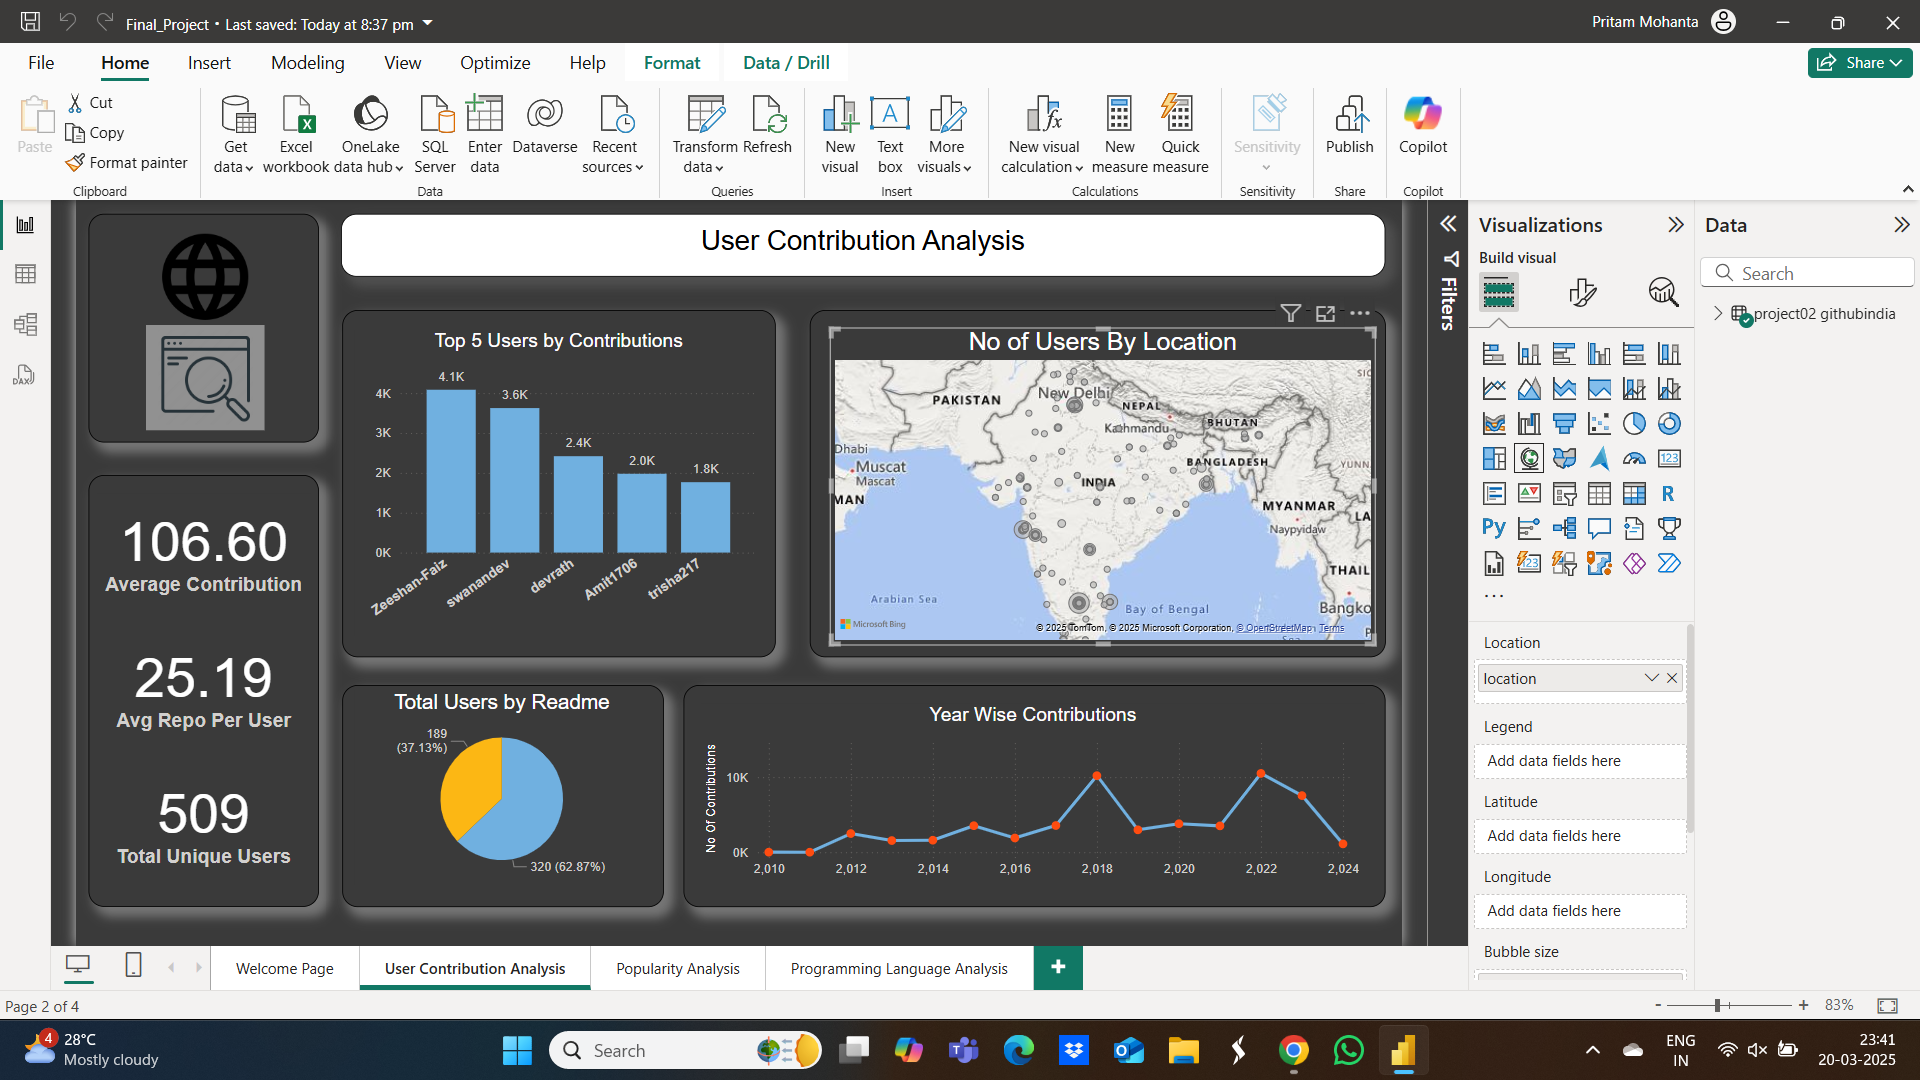 Final_Project • Last saved: Today at 8:37 pm
Pritam Mohanta
File
Home
Insert
Modeling
View
Optimize
Help
Format
Data / Drill
Share
Paste
Cut
Copy
Format painter
Clipboard
Get data
Excel workbook
OneLake data hub
SQL Server
Enter data
Dataverse
Recent sources
Data
Transform data
Refresh
Queries
New visual
Text box
More visuals
Insert
New visual calculation
New measure
Quick measure
Calculations
Sensitivity
Sensitivity
Publish
Share
Copilot
Copilot
DAX
User Contribution Analysis
106.60
Average Contribution
25.19
Avg Repo Per User
509
Total Unique Users
Top 5 Users by Contributions
4K
3K
2K
1K
0K
4.1K
3.6K
2.4K
2.0K
1.8K
Zeeshan-Faiz
swanandev
devrath
Amit1706
trisha217
No of Users By Location
PAKISTAN
New Delhi
NEPAL
Kathmandu
BHUTAN
Dhabi
Muscat
Mascat
BANGLADESH
YUNN
MAN
INDIA
MYANMAR
LA
Naypyidaw
THAIL
Arabian Sea
Bay of Bengal
Bangko
Microsoft Bing
© 2025 TomTom, © 2025 Microsoft Corporation, © OpenStreetMap Terms
Total Users by Readme
189
(37.13%)
320 (62.87%)
Year Wise Contributions
No Of Contributions
10K
0K
2,010
2,012
2,014
2,016
2,018
2,020
2,022
2,024
Filters
Visualizations
Build visual
123
R
Py
123
...
Location
location
Legend
Add data fields here
Latitude
Add data fields here
Longitude
Add data fields here
Bubble size
Data
Search
project02 githubindia
Welcome Page
User Contribution Analysis
Popularity Analysis
Programming Language Analysis
+
Page 2 of 4
- + 83%
4
28°C
Mostly cloudy
Search
ENG
IN
23:41
20-03-2025